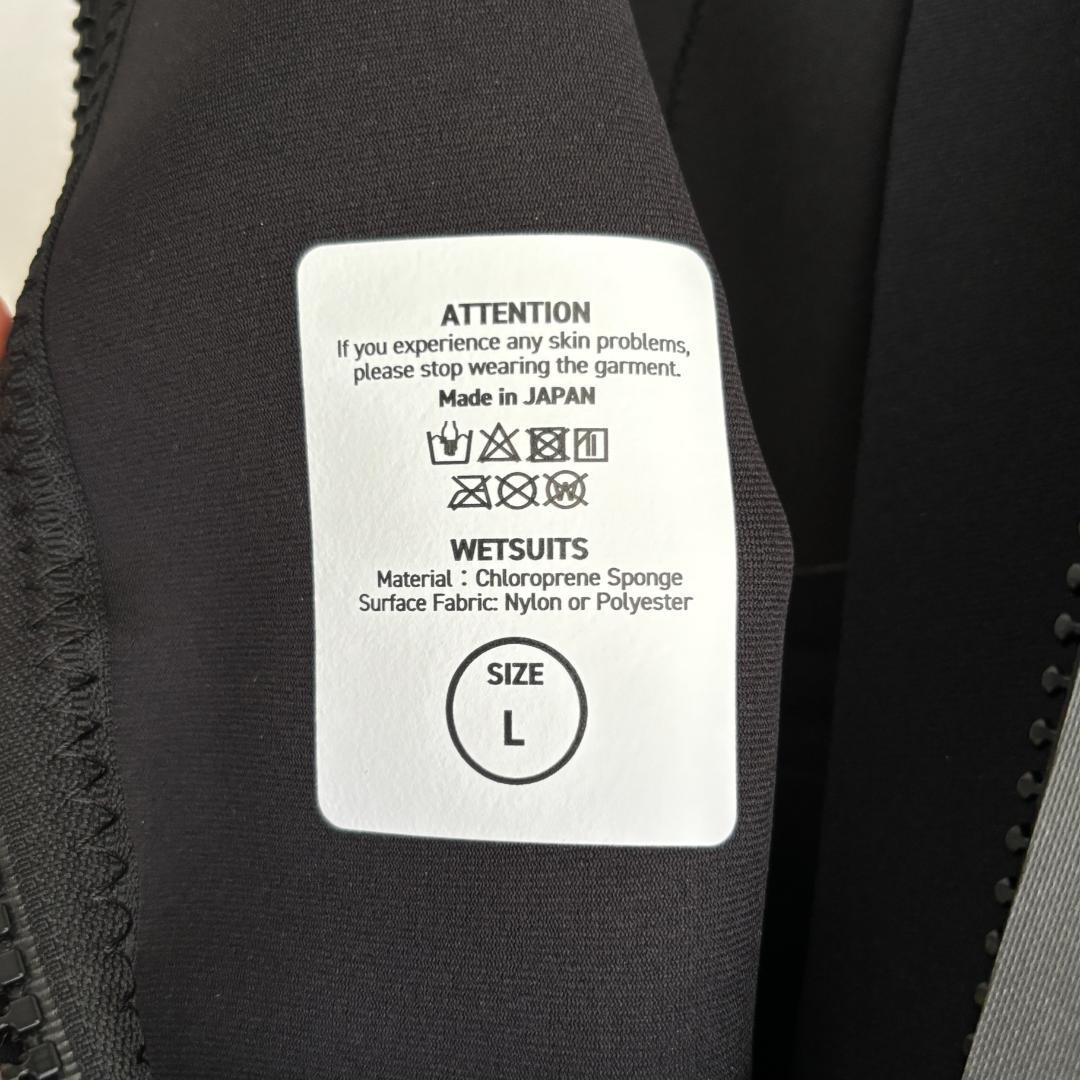 ATTENTION
If you experience any skin problems,
please stop wearing the garment.
Made in JAPAN
W
WETSUITS
Material : Chloroprene Sponge
Surface Fabric: Nylon or Polyester
SIZE
L